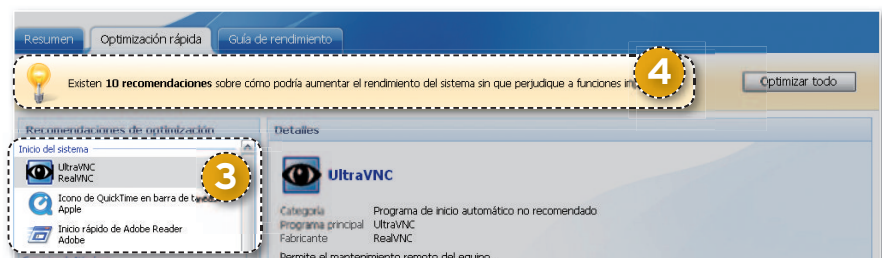 Resumen Optimización rápida Guía de rendimiento
Existen 10 recomendaciones sobre cómo podría aumentar el rendimiento del sistema sin que perjudique a funciones
4
Optimizar todo
Recomendaciones de optimización
Inicio del sistema
UltraVNC
RealVNC
3
Icono de QuickTime en barra de tareas
Apple
Inicio rápido de Adobe Reader
Adobe
Detalles
UltraVNC
Categoría Programa de inicio automático no recomendado
Programa principal UltraVNC
Fabricante RealVNC
Permite el mantenimiento remoto del equipo